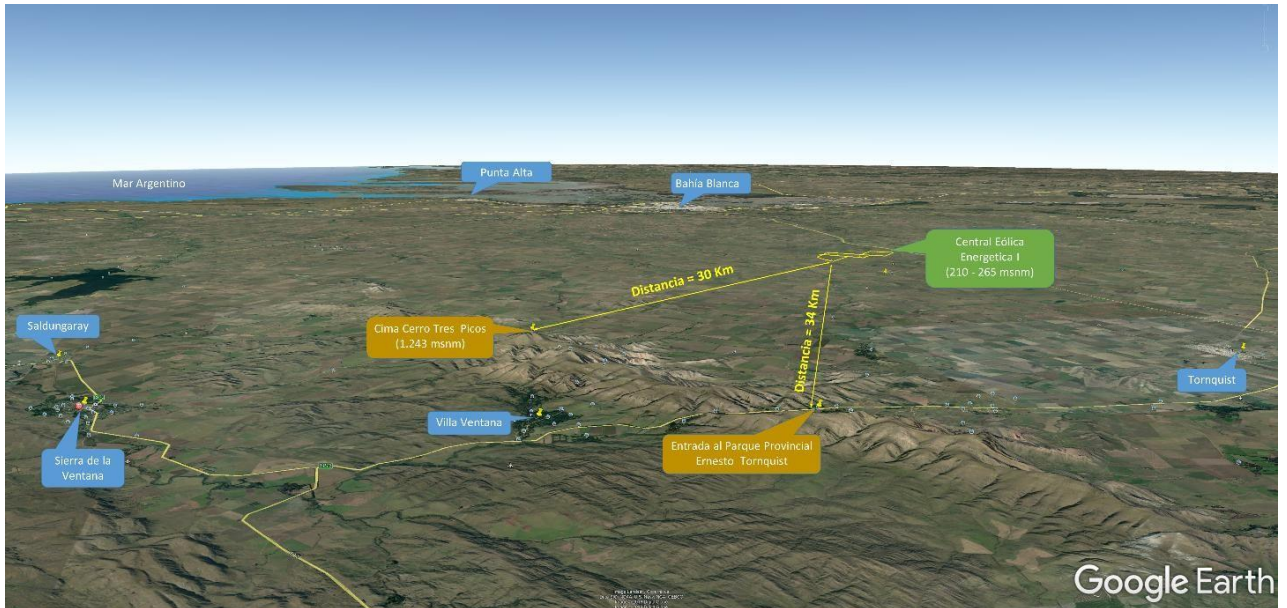 Mar Argentino
Punta Alta
Bahía Blanca
Central Eólica
Energetica I
(210 - 265 msnm)
Distancia = 30 Km
Distancia = 34 Km
Cima Cerro Tres Picos
(1.243 msnm)
Saldungaray
Tornquist
Villa Ventana
Entrada al Parque Provincial
Ernesto Tornquist
Sierra de la
Ventana
Google Earth